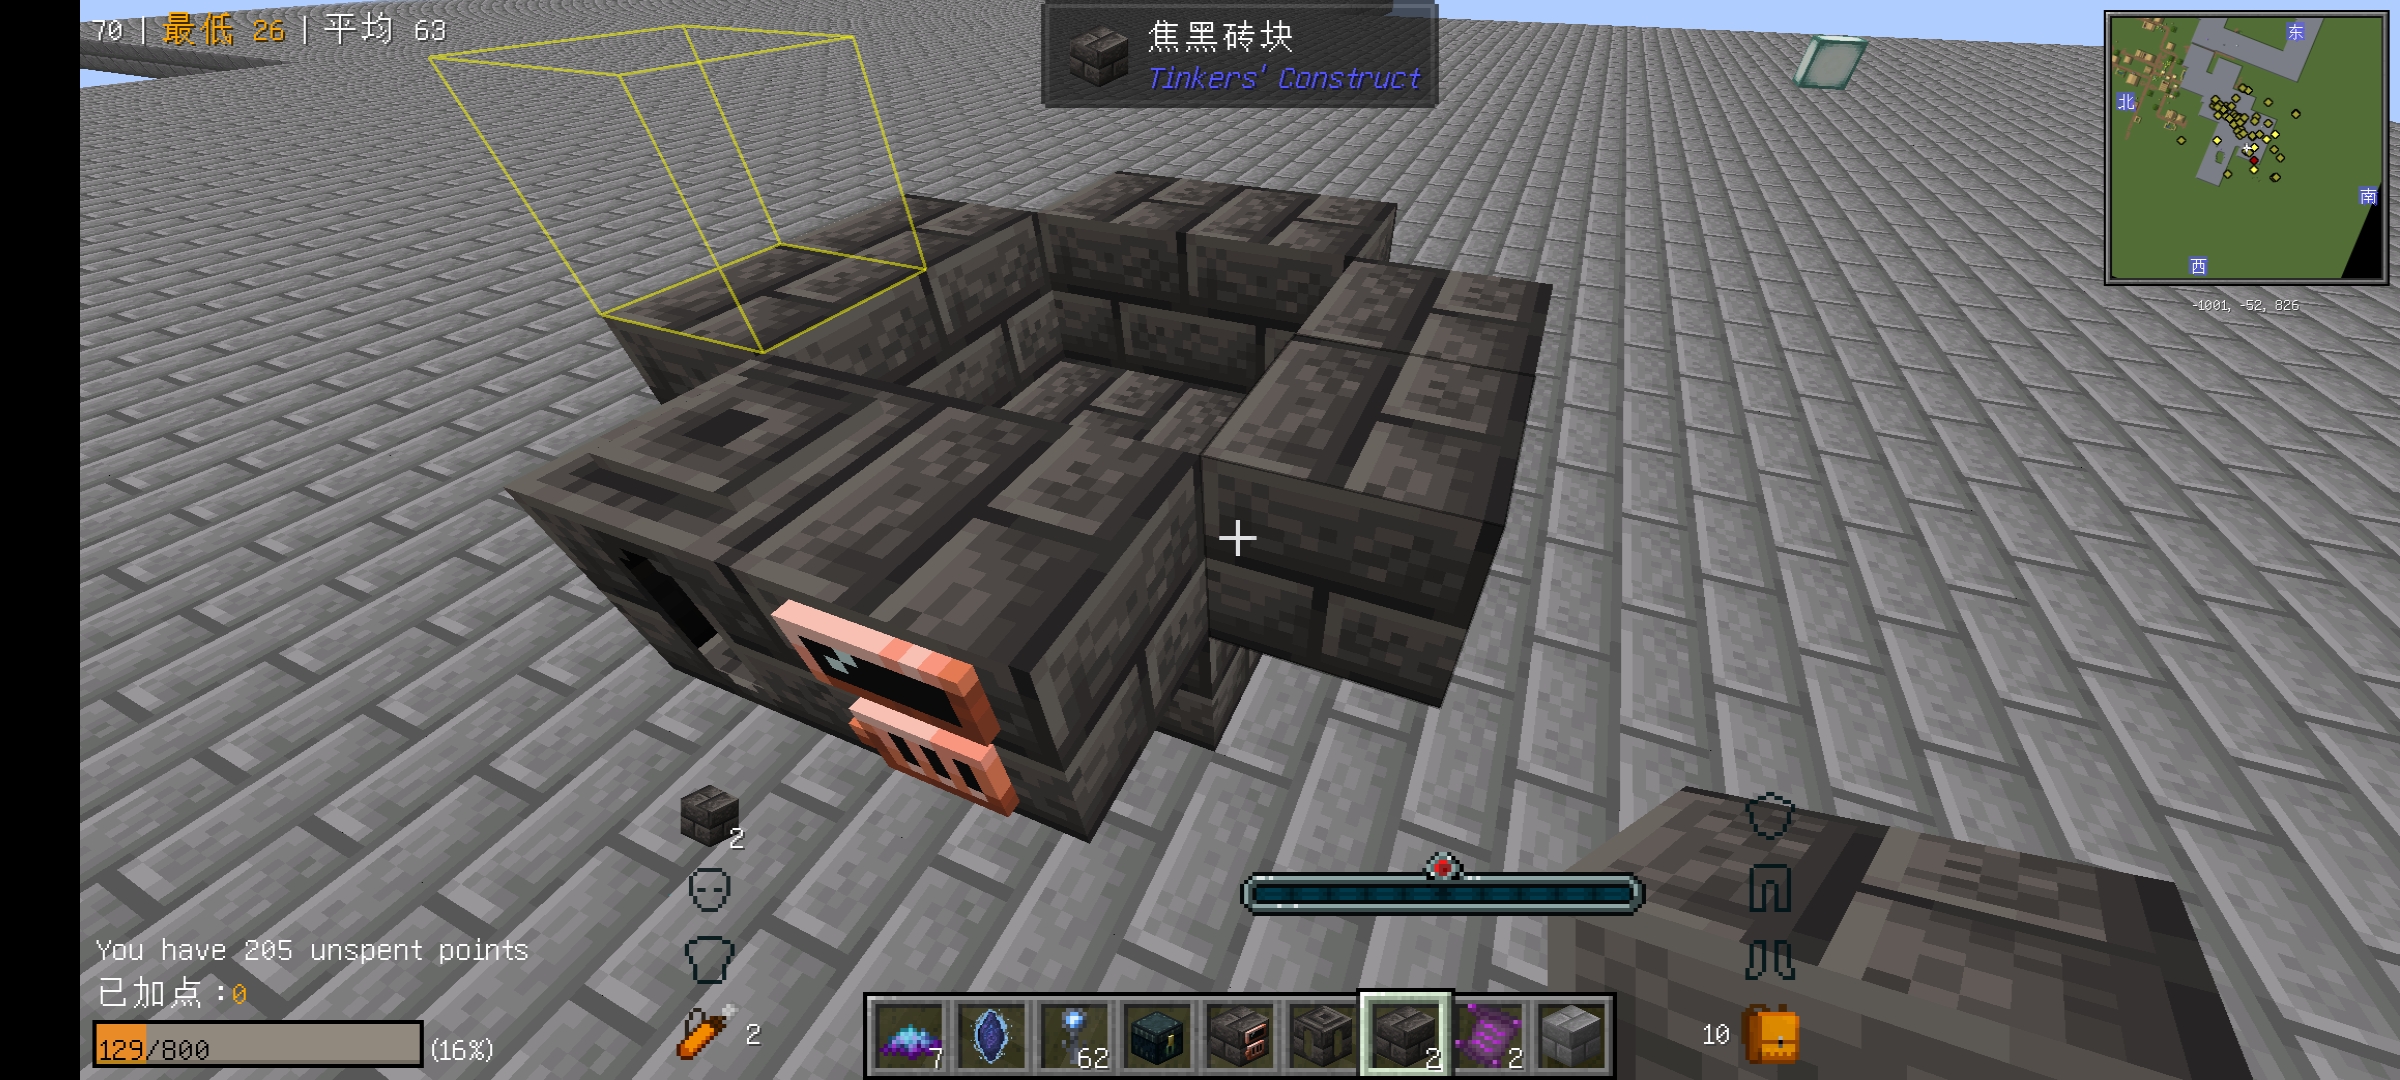 70 | 最低 26 | 平均 63
焦黑砖块
Tinkers' Construct
东
北
南
西
-1001, -52, 826
2
You have 205 unspent points
已加点:0
129/800 (16%)
2
7
62
2
2
10